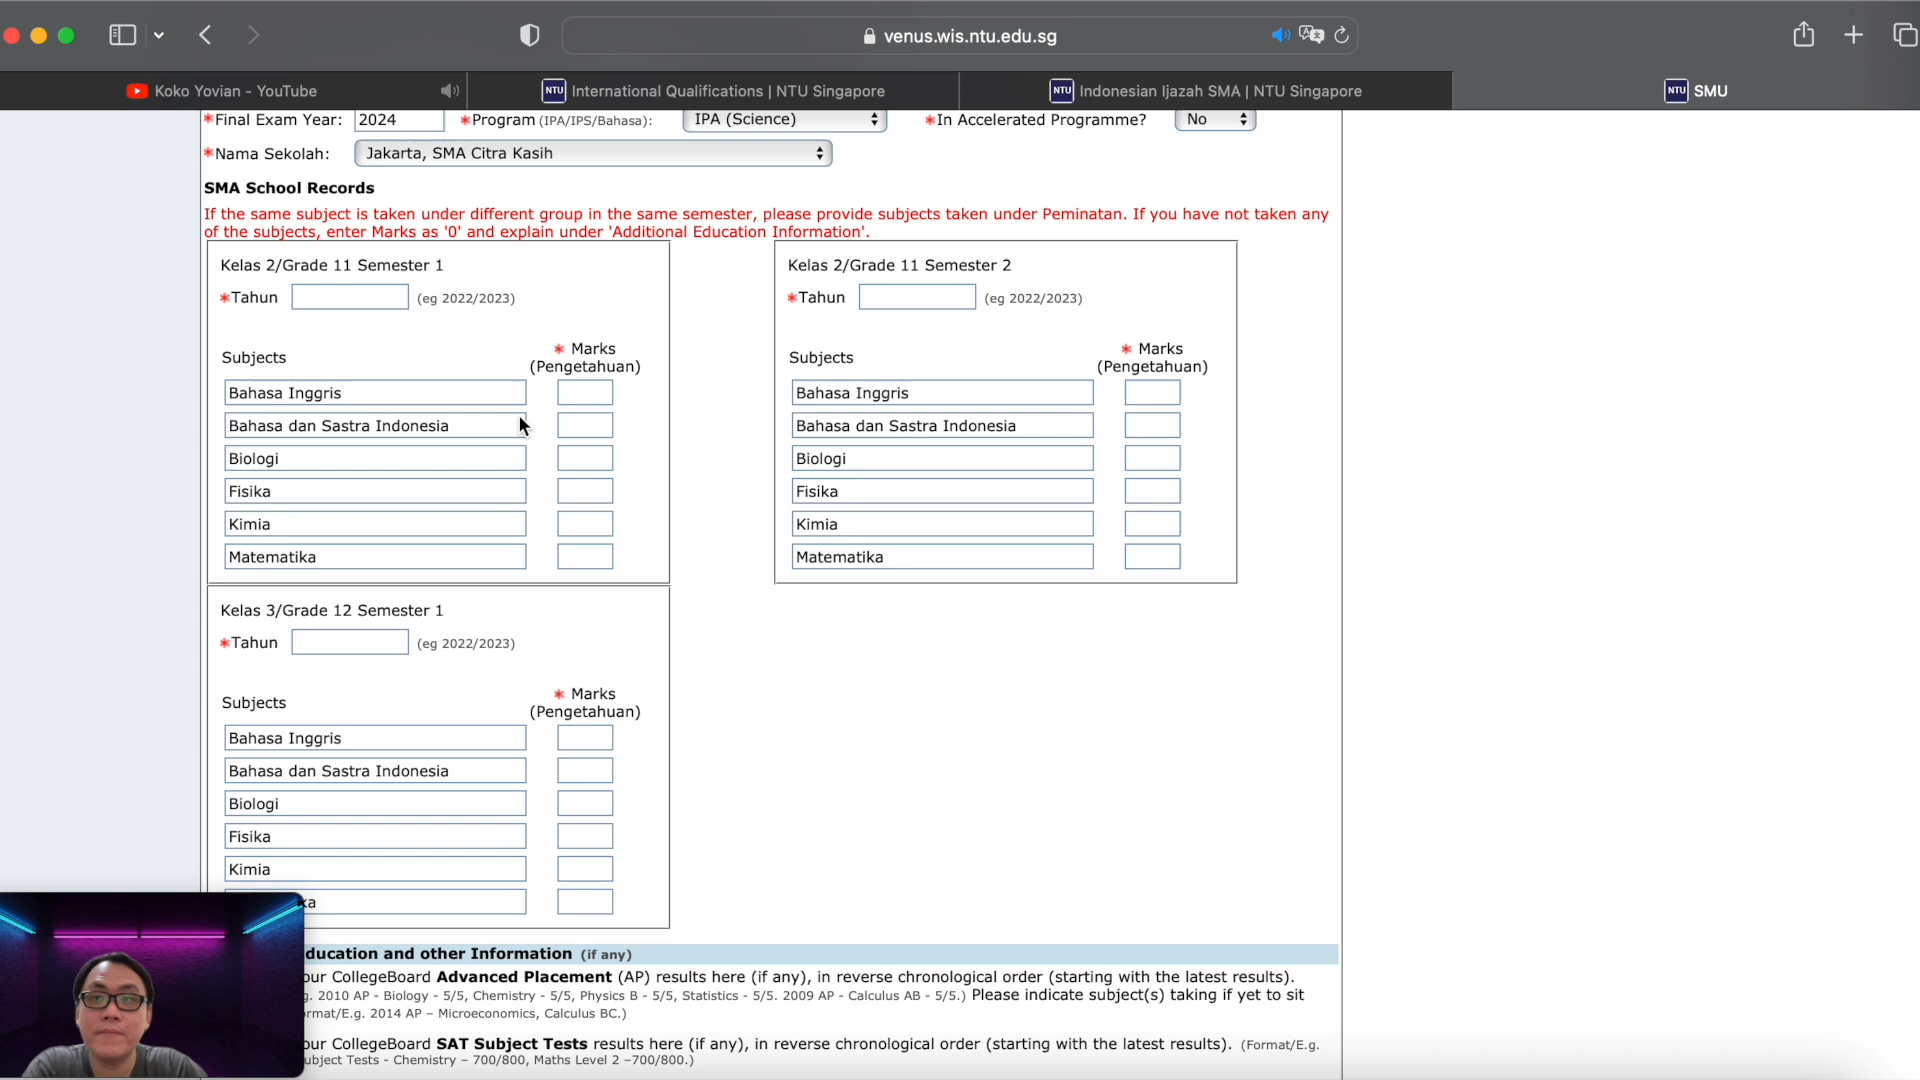 venus.wis.ntu.edu.sg
Koko Yovian - YouTube
NTU International Qualifications | NTU Singapore
NTU Indonesian Ijazah SMA | NTU Singapore
NTU SMU
*Final Exam Year: 2024 *Program (IPA/IPS/Bahasa): IPA (Science) *In Accelerated Programme? No
*Nama Sekolah: Jakarta, SMA Citra Kasih
SMA School Records
If the same subject is taken under different group in the same semester, please provide subjects taken under Peminatan. If you have not taken any
of the subjects, enter Marks as '0' and explain under 'Additional Education Information'.
Kelas 2/Grade 11 Semester 1
*Tahun (eg 2022/2023)
Subjects
* Marks
(Pengetahuan)
Bahasa Inggris
Bahasa dan Sastra Indonesia
Biologi
Fisika
Kimia
Matematika
Kelas 2/Grade 11 Semester 2
*Tahun (eg 2022/2023)
Subjects
* Marks
(Pengetahuan)
Bahasa Inggris
Bahasa dan Sastra Indonesia
Biologi
Fisika
Kimia
Matematika
Kelas 3/Grade 12 Semester 1
*Tahun (eg 2022/2023)
Subjects
* Marks
(Pengetahuan)
Bahasa Inggris
Bahasa dan Sastra Indonesia
Biologi
Fisika
Kimia
ka
ducation and other Information (if any)
our CollegeBoard Advanced Placement (AP) results here (if any), in reverse chronological order (starting with the latest results).
g. 2010 AP - Biology - 5/5, Chemistry - 5/5, Physics B - 5/5, Statistics - 5/5. 2009 AP - Calculus AB - 5/5.) Please indicate subject(s) taking if yet to sit
rmat/E.g. 2014 AP – Microeconomics, Calculus BC.)
our CollegeBoard SAT Subject Tests results here (if any), in reverse chronological order (starting with the latest results). (Format/E.g.
ubject Tests - Chemistry – 700/800, Maths Level 2 –700/800.)